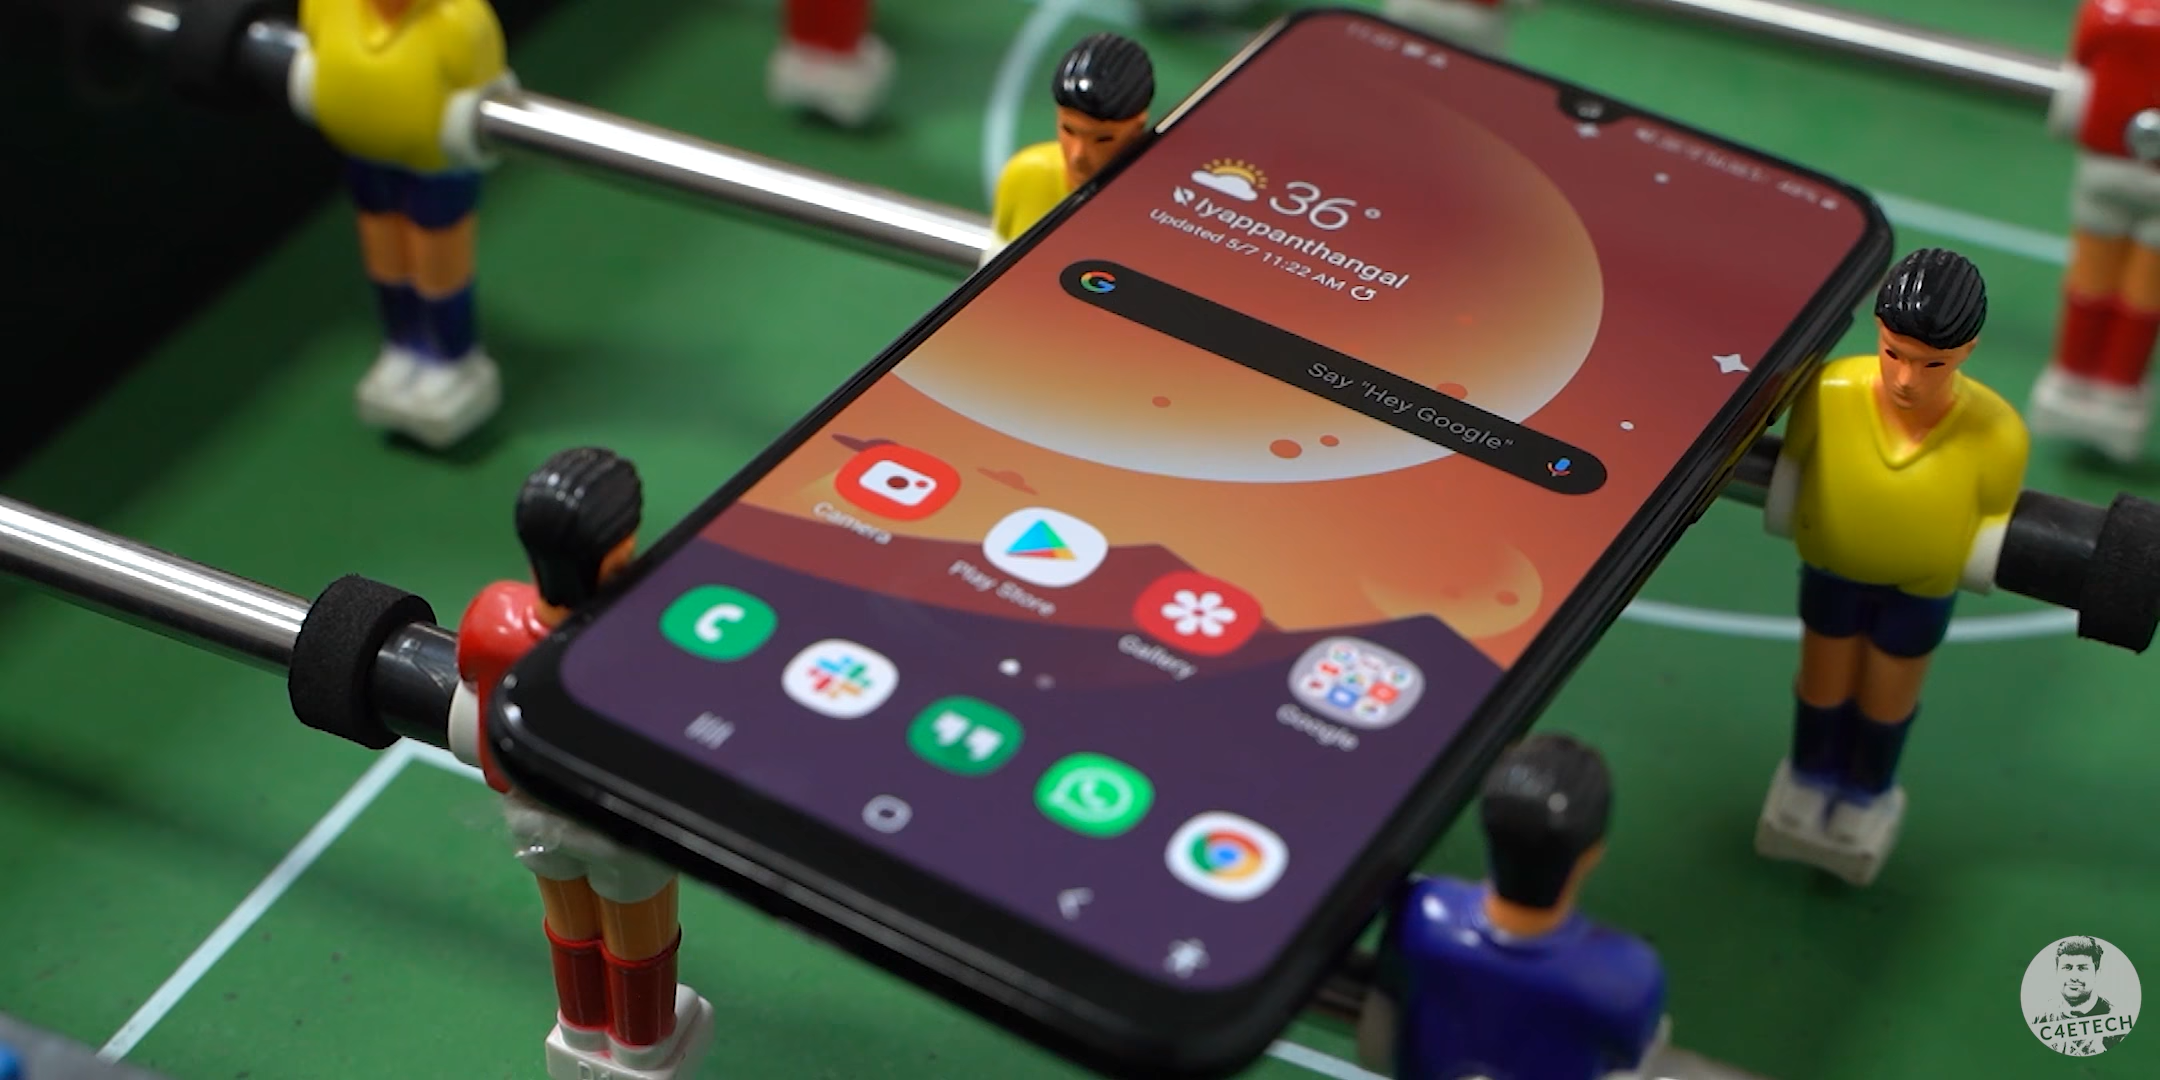 36°
Iyappanthangal
Updated 5/7 11:22 AM
Say "Hey Google"
Camera
Play Store
Gallery
Google
C4ETECH